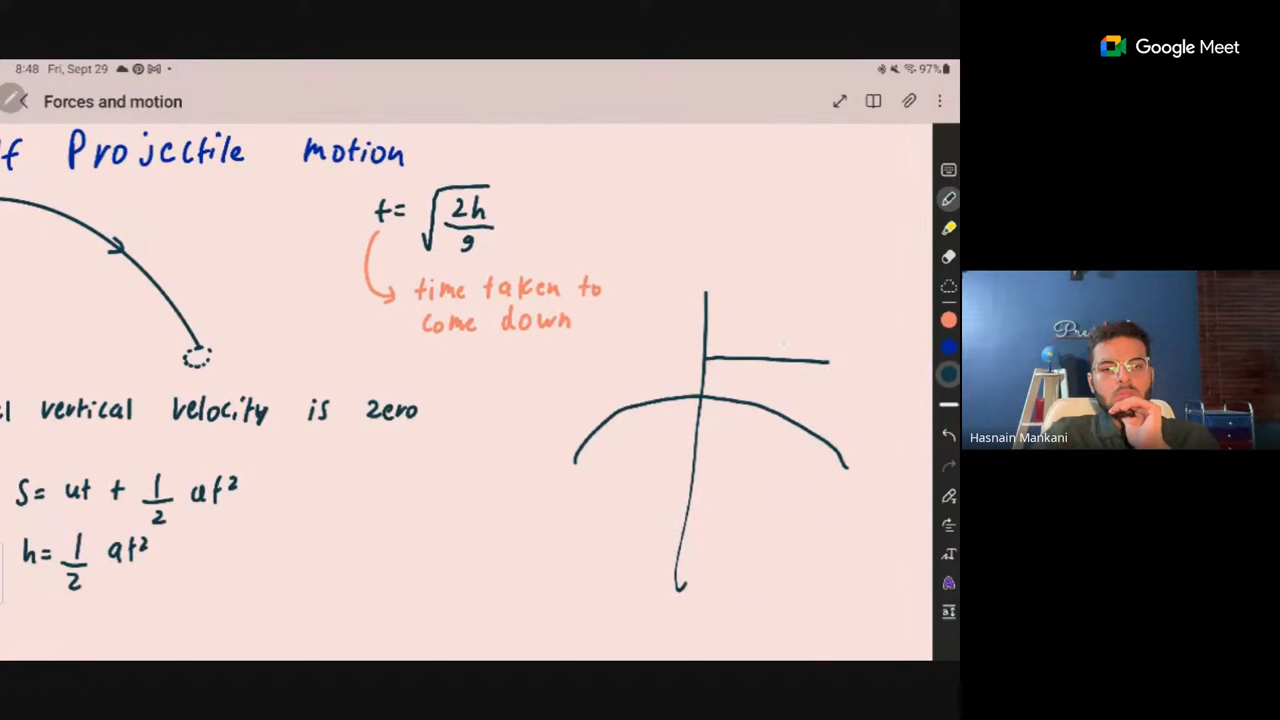 Google Meet
8:48 Fri, Sept 29
97%
Forces and motion
Projectile motion
t= √2h/g
time taken to
come down
vertical velocity is zero
S= ut + 1/2 at²
h= 1/2 at²
Hasnain Mankani